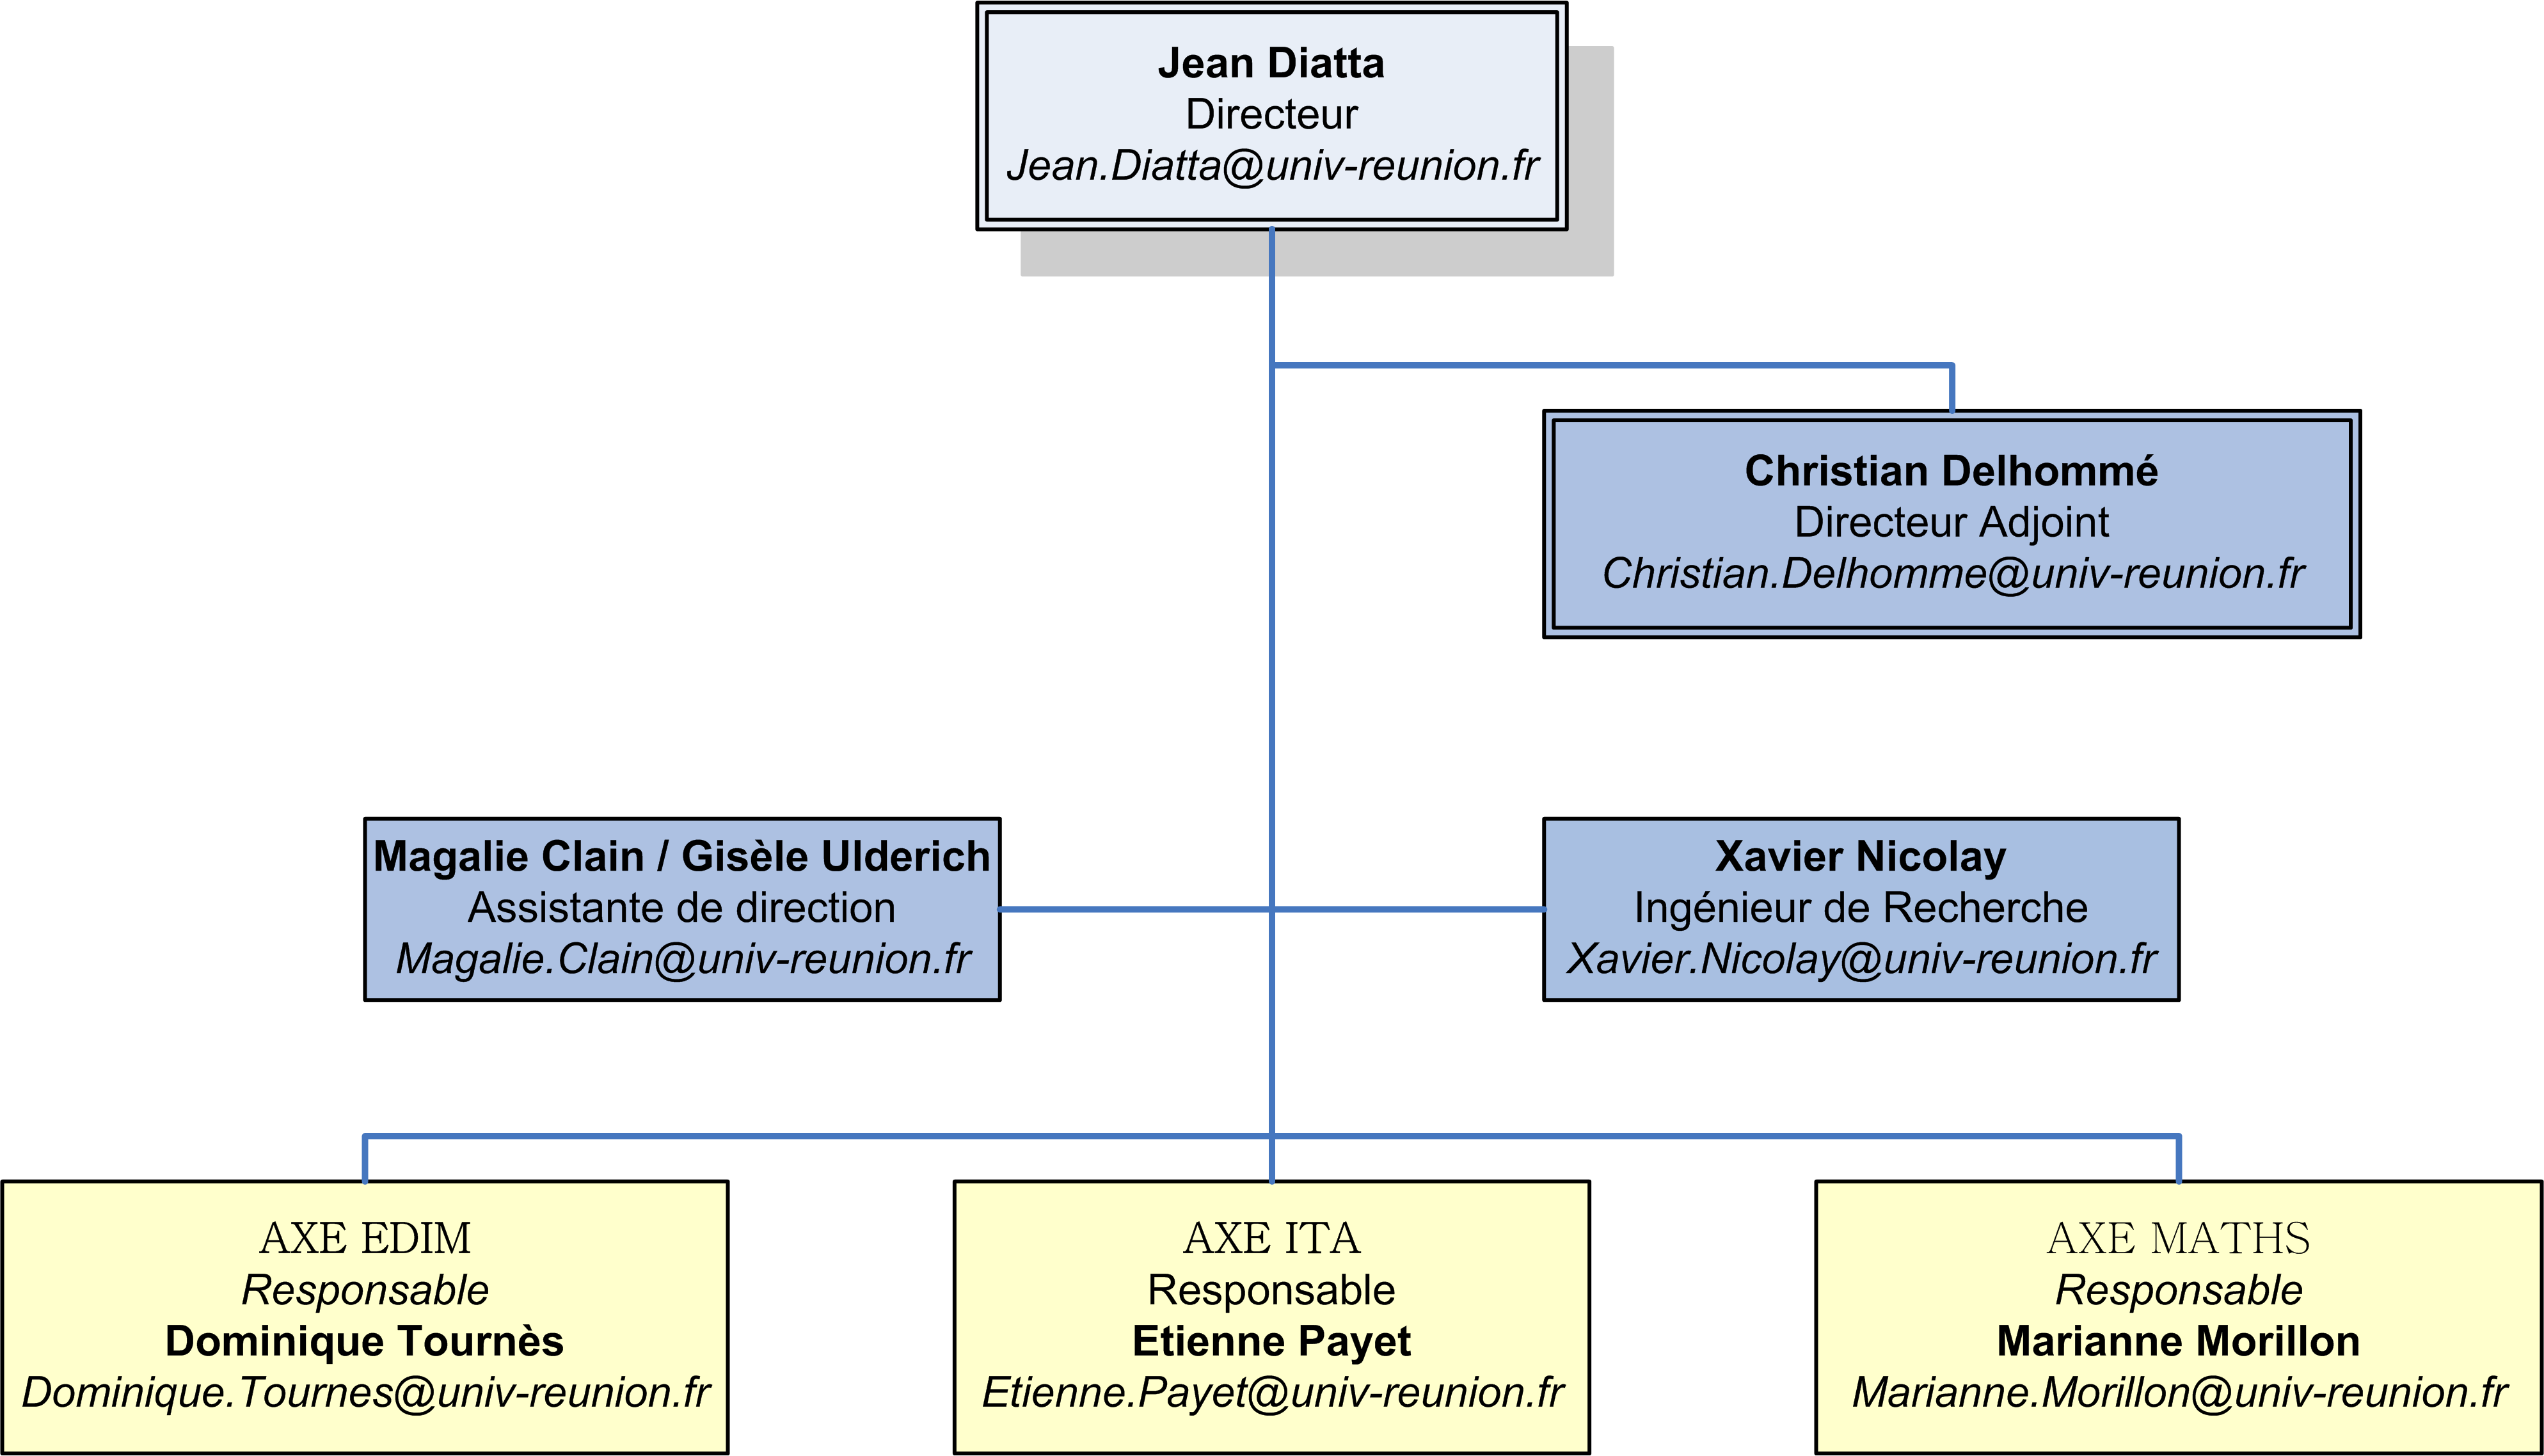 Jean Diatta
Directeur
Jean.Diatta@univ-reunion.fr
Christian Delhommé
Directeur Adjoint
Christian.Delhomme@univ-reunion.fr
Magalie Clain / Gisèle Ulderich
Assistante de direction
Magalie.Clain@univ-reunion.fr
Xavier Nicolay
Ingénieur de Recherche
Xavier.Nicolay@univ-reunion.fr
AXE EDIM
Responsable
Dominique Tournès
Dominique.Tournes@univ-reunion.fr
AXE ITA
Responsable
Etienne Payet
Etienne.Payet@univ-reunion.fr
AXE MATHS
Responsable
Marianne Morillon
Marianne.Morillon@univ-reunion.fr